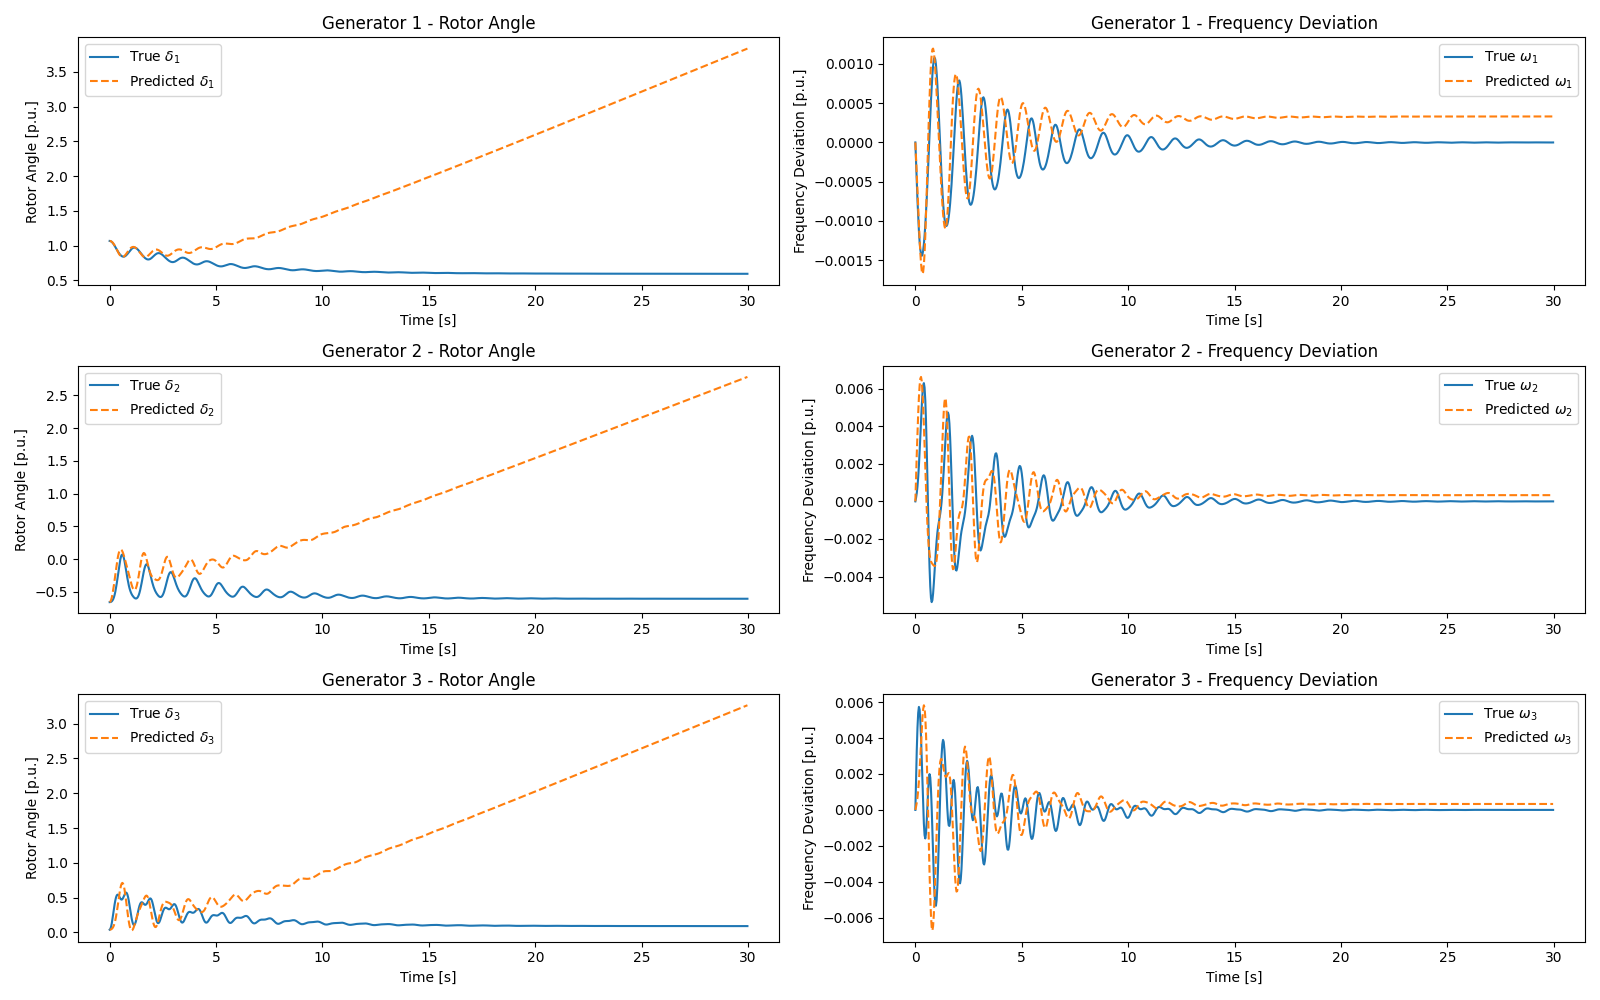 Generator 1 - Rotor Angle
True δ₁
Predicted δ₁
Rotor Angle [p.u.]
3.5
3.0
2.5
2.0
1.5
1.0
0.5
0 5 10 15 20 25 30
Time [s]
Generator 1 - Frequency Deviation
True ω₁
Predicted ω₁
Frequency Deviation [p.u.]
0.0010
0.0005
0.0000
−0.0005
−0.0010
−0.0015
0 5 10 15 20 25 30
Time [s]
Generator 2 - Rotor Angle
True δ₂
Predicted δ₂
Rotor Angle [p.u.]
2.5
2.0
1.5
1.0
0.5
0.0
−0.5
0 5 10 15 20 25 30
Time [s]
Generator 2 - Frequency Deviation
True ω₂
Predicted ω₂
Frequency Deviation [p.u.]
0.006
0.004
0.002
0.000
−0.002
−0.004
0 5 10 15 20 25 30
Time [s]
Generator 3 - Rotor Angle
True δ₃
Predicted δ₃
Rotor Angle [p.u.]
3.0
2.5
2.0
1.5
1.0
0.5
0.0
0 5 10 15 20 25 30
Time [s]
Generator 3 - Frequency Deviation
True ω₃
Predicted ω₃
Frequency Deviation [p.u.]
0.006
0.004
0.002
0.000
−0.002
−0.004
−0.006
0 5 10 15 20 25 30
Time [s]